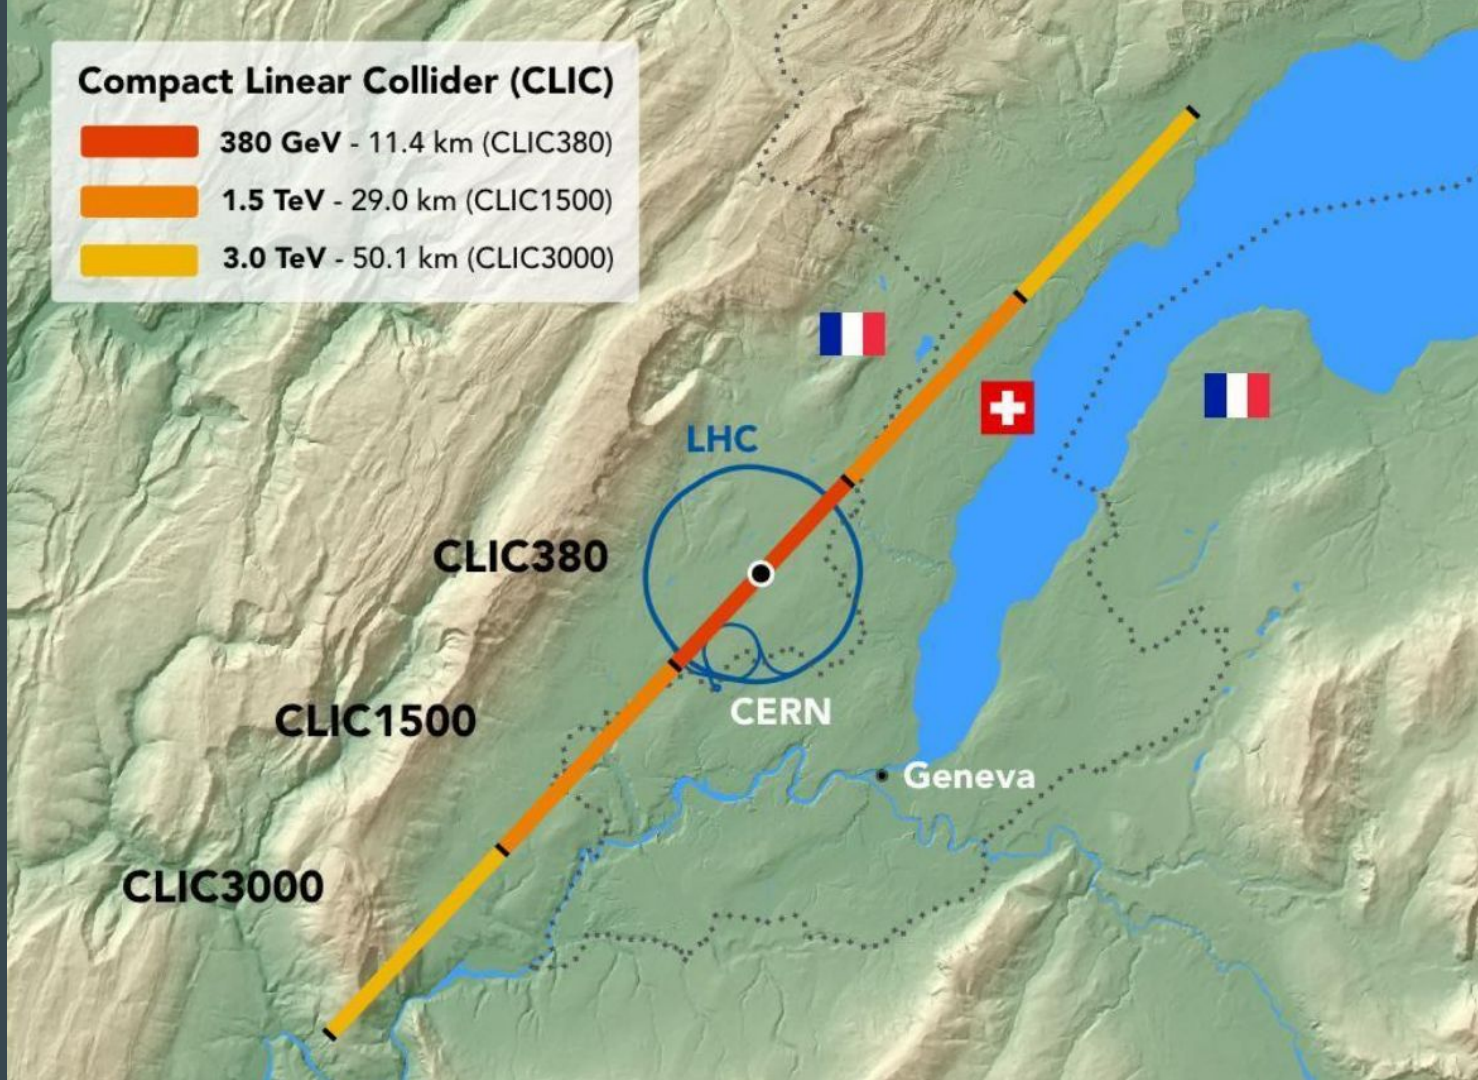 Compact Linear Collider (CLIC)
380 GeV - 11.4 km (CLIC380)
1.5 TeV - 29.0 km (CLIC1500)
3.0 TeV - 50.1 km (CLIC3000)
LHC
CLIC380
CLIC1500
CERN
Geneva
CLIC3000